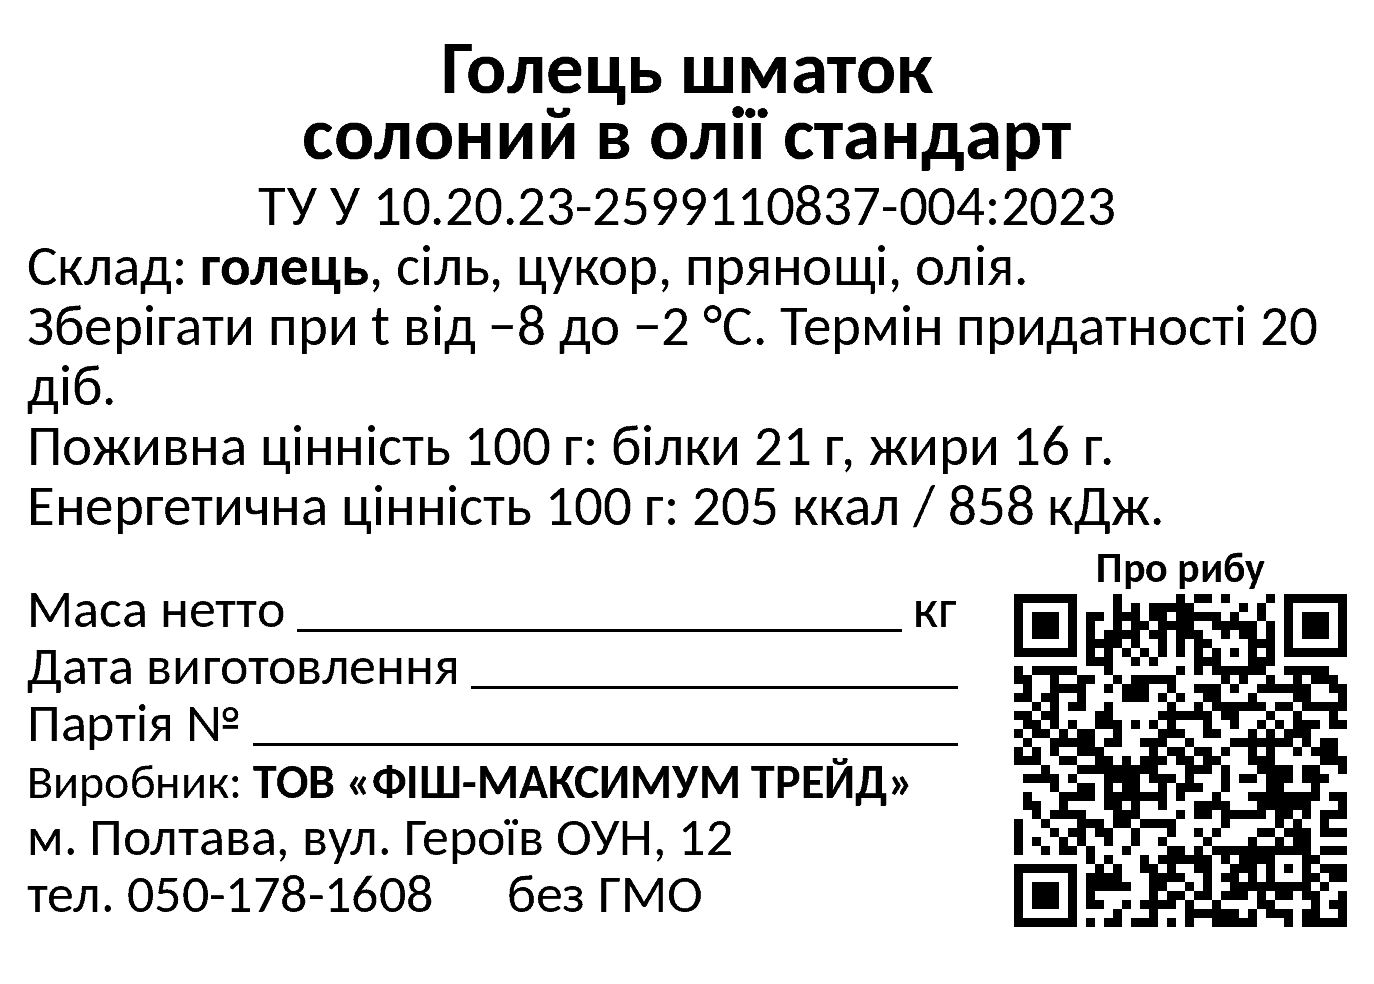 Голець шматок
солоний в олії стандарт
ТУ У 10.20.23-2599110837-004:2023
Склад: голець, сіль, цукор, прянощі, олія.
Зберігати при t від −8 до −2 °C. Термін придатності 20
діб.
Поживна цінність 100 г: білки 21 г, жири 16 г.
Енергетична цінність 100 г: 205 ккал / 858 кДж.
Про рибу
Маса нетто ________________________ кг
Дата виготовлення ____________________
Партія № ____________________________
Виробник: ТОВ «ФІШ-МАКСИМУМ ТРЕЙД»
м. Полтава, вул. Героїв ОУН, 12
тел. 050-178-1608 без ГМО